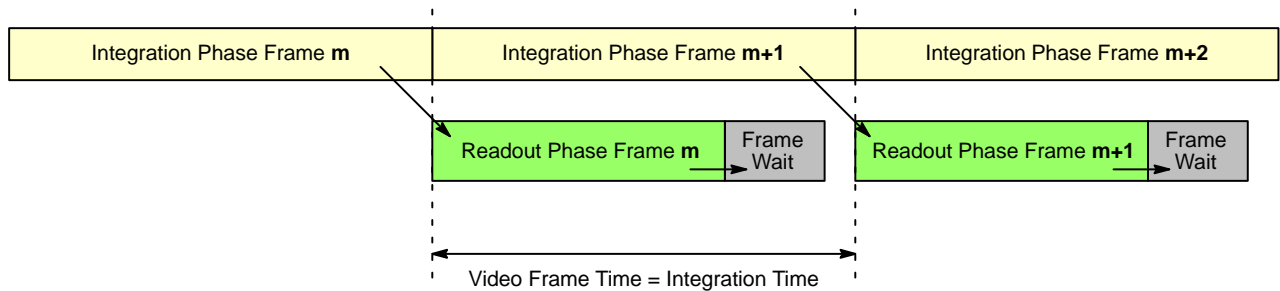 Integration Phase Frame m
Integration Phase Frame m+1
Integration Phase Frame m+2
Readout Phase Frame m
Frame
Wait
Readout Phase Frame m+1
Frame
Wait
Video Frame Time = Integration Time